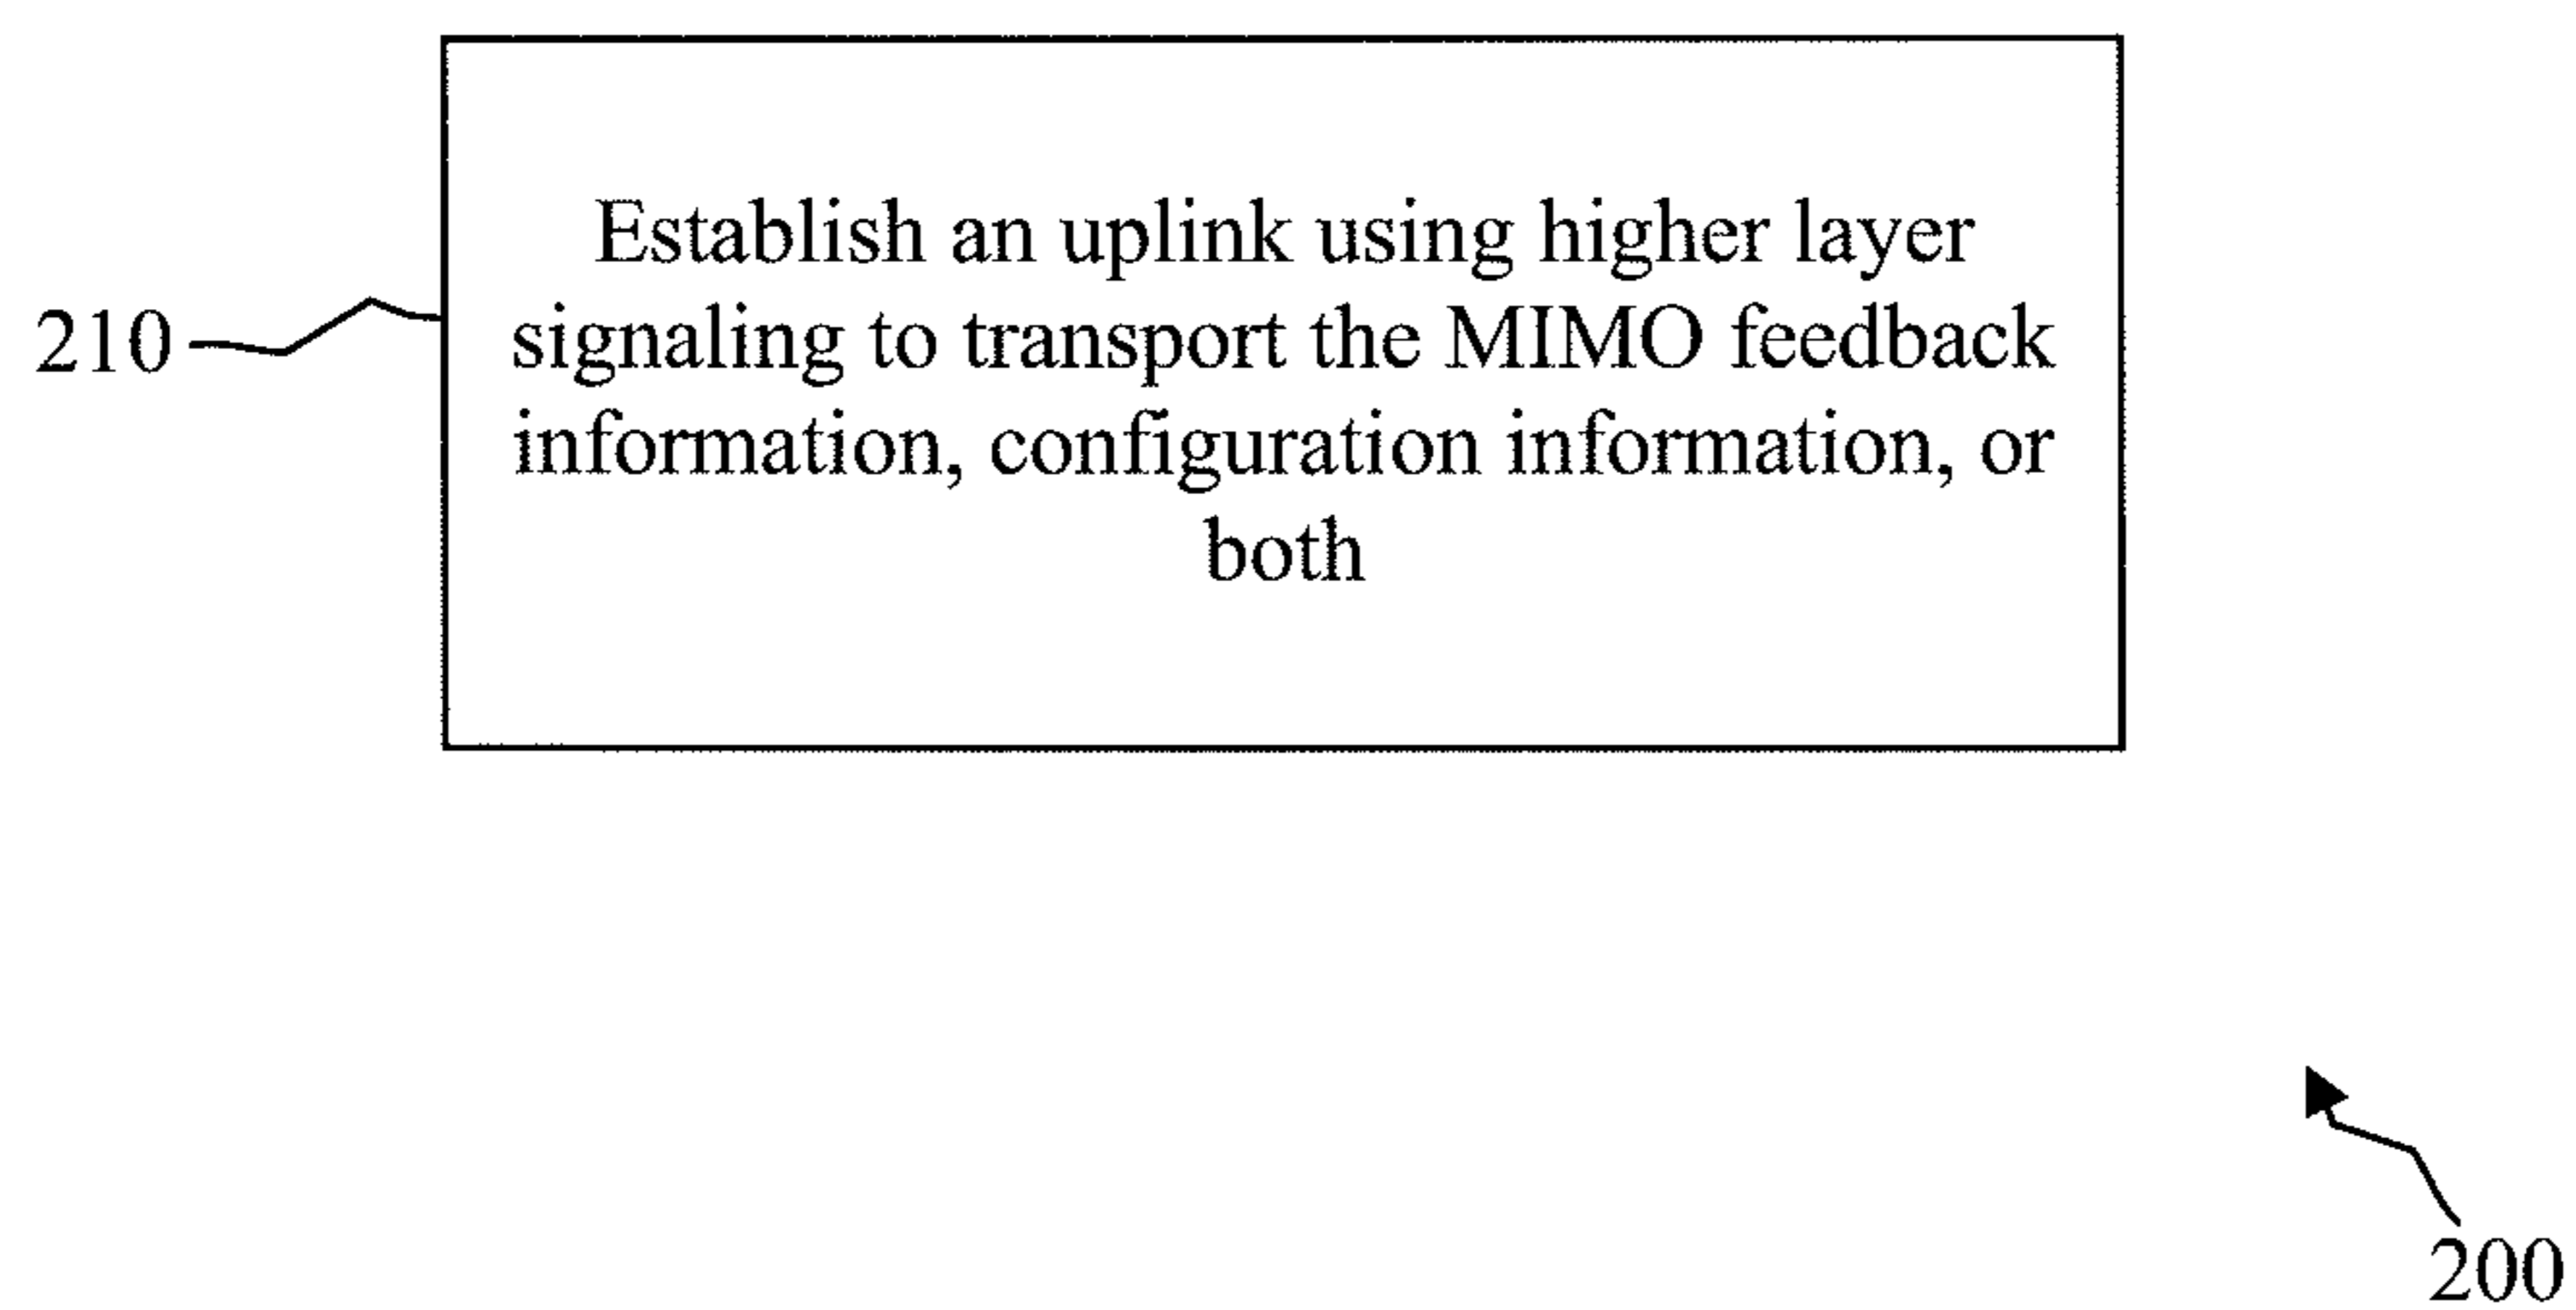 Establish an uplink using higher layer
210
signaling to transport the MIMO feedback
information, configuration information, or
both
200